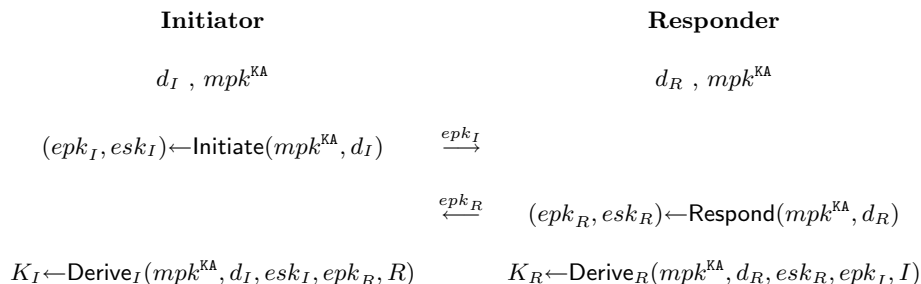 Initiator Responder
d_I , mpk^KA d_R , mpk^KA
(epk_I, esk_I)←Initiate(mpk^KA, d_I) epk_I ⟶
epk_R ⟵ (epk_R, esk_R)←Respond(mpk^KA, d_R)
K_I←Derive_I(mpk^KA, d_I, esk_I, epk_R, R) K_R←Derive_R(mpk^KA, d_R, esk_R, epk_I, I)